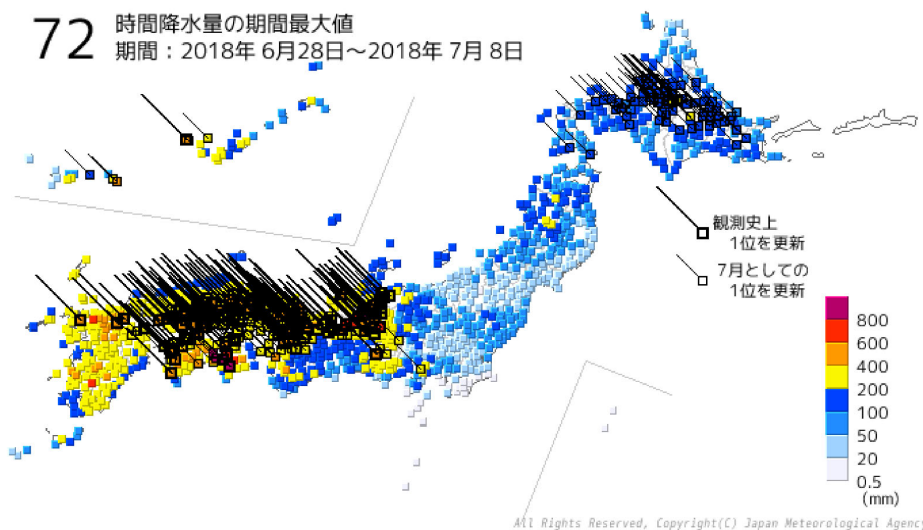 72 時間降水量の期間最大値
期間：2018年 6月28日～2018年 7月 8日
観測史上
1位を更新
7月としての
1位を更新
800
600
400
200
100
50
20
0.5
(mm)
All Rights Reserved, Copyright(C) Japan Meteorological Agency